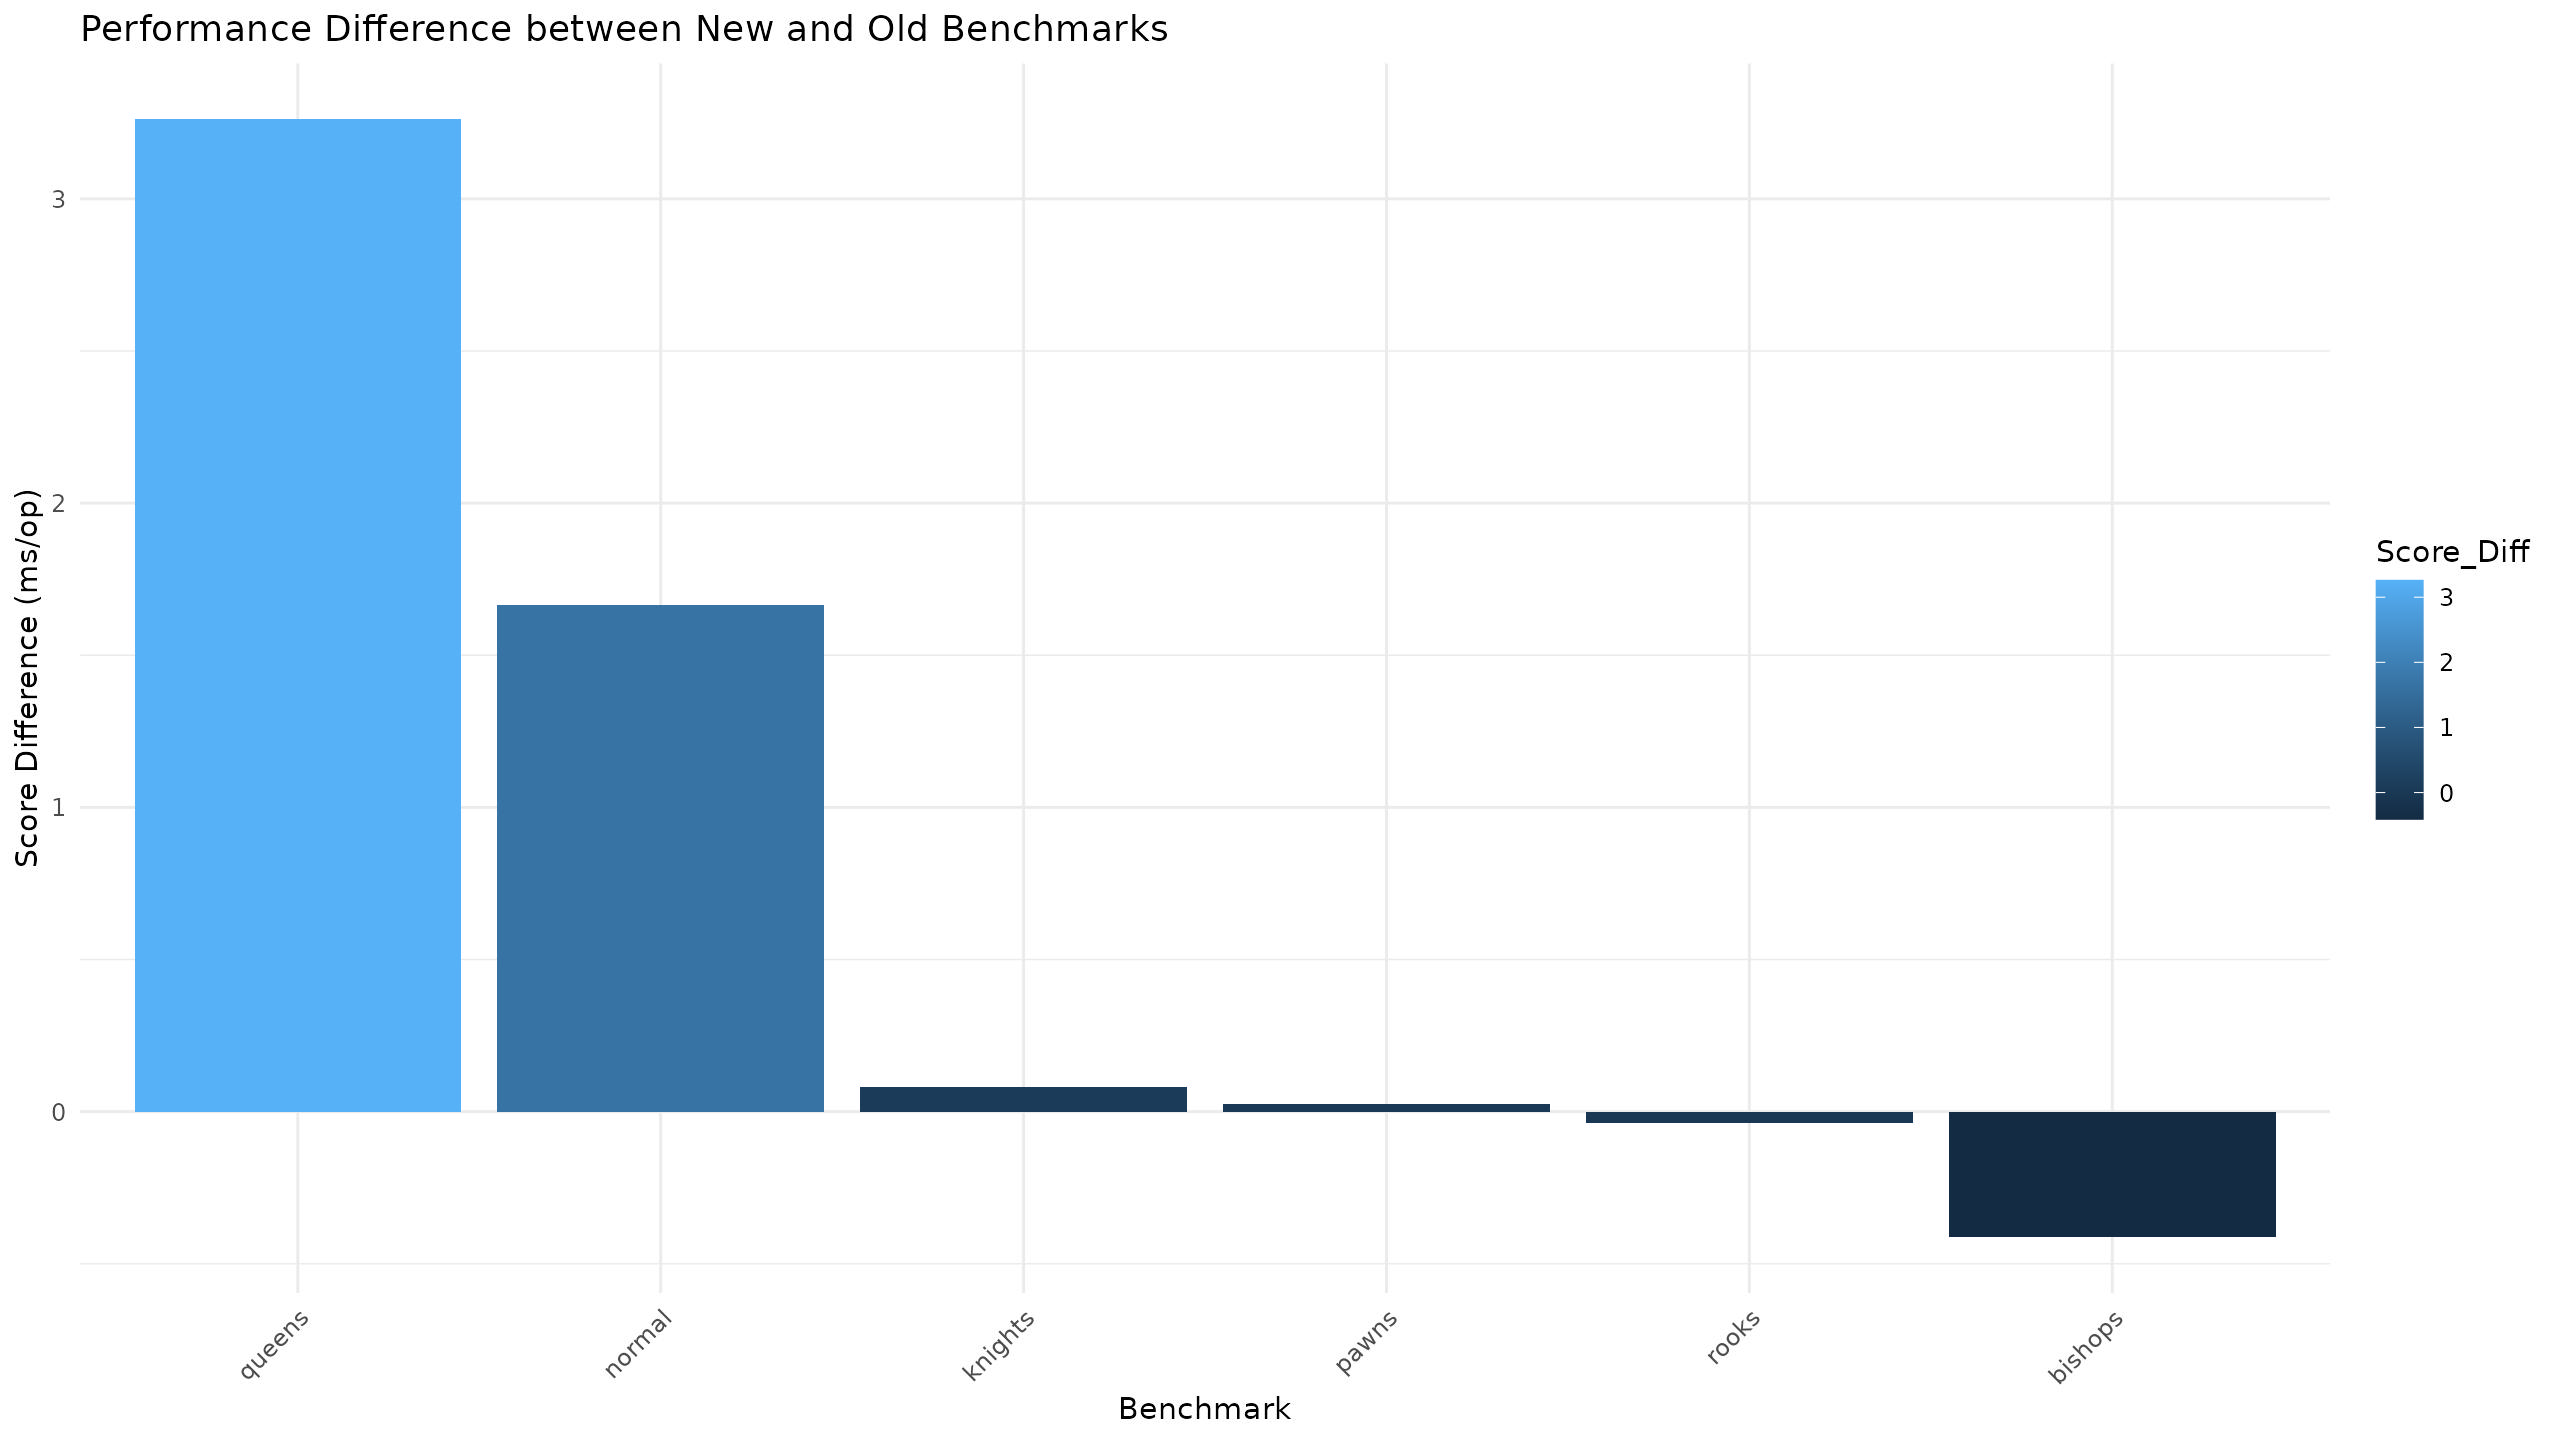 Performance Difference between New and Old Benchmarks
Score Difference (ms/op)
3
2
1
0
queens
normal
knights
pawns
rooks
bishops
Benchmark
Score_Diff
3
2
1
0